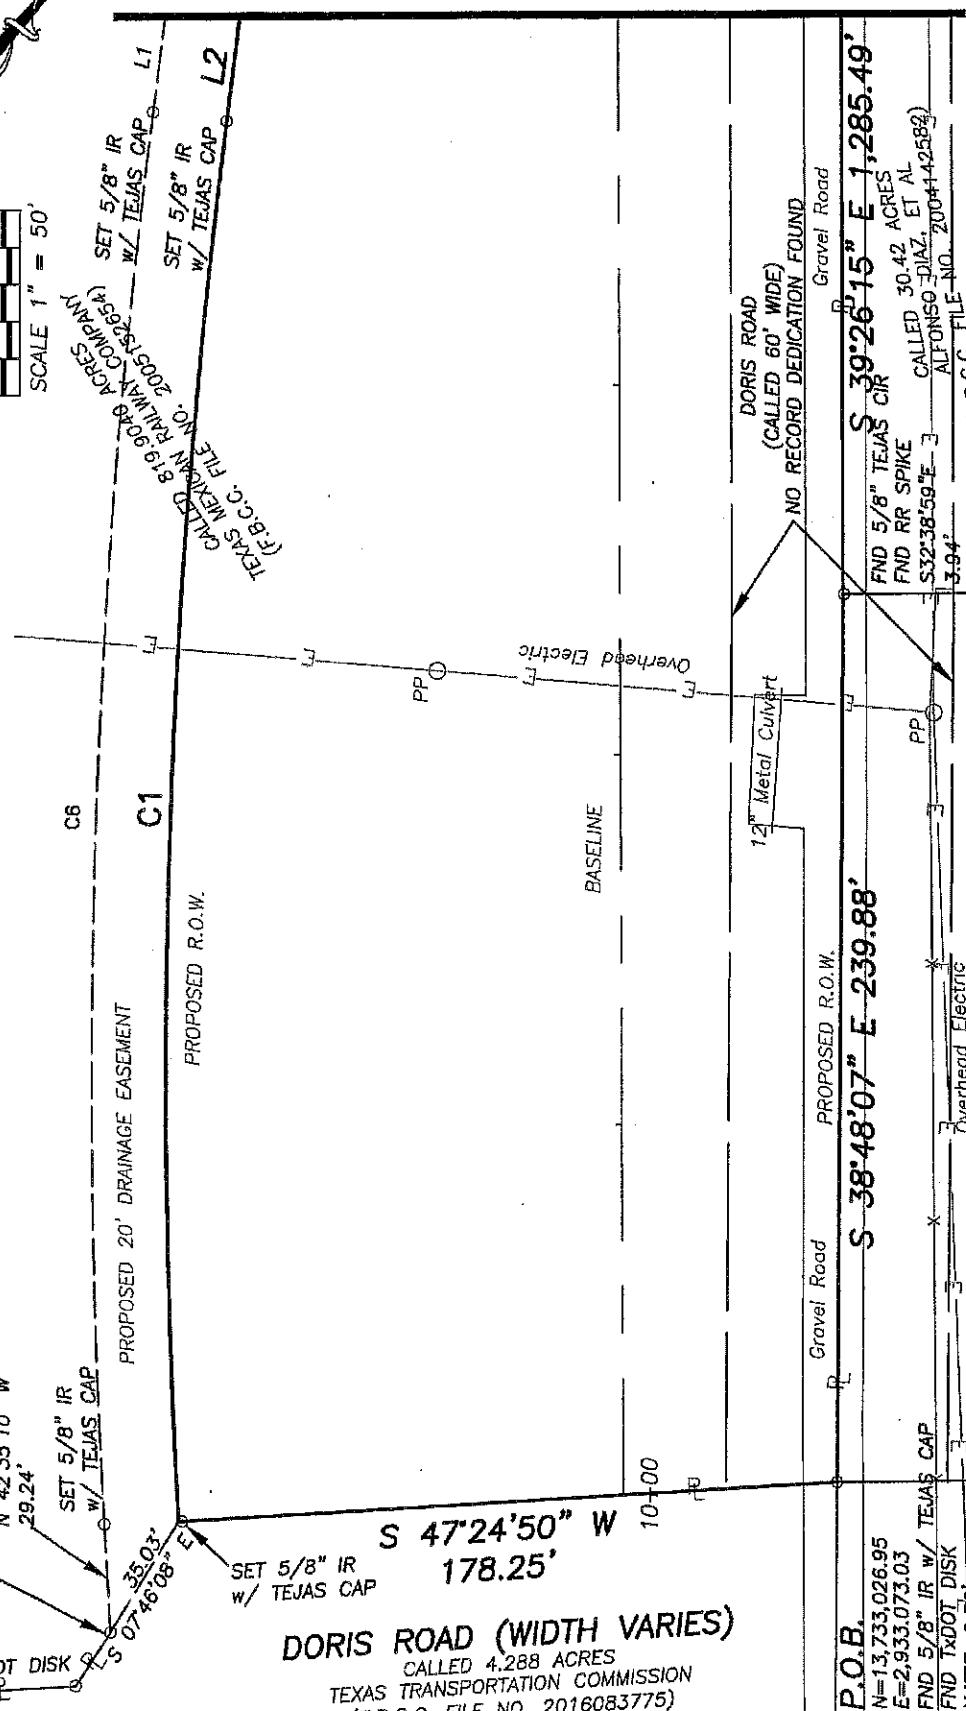 SCALE 1" = 50'
L1
L2
SET 5/8" IR
w/ TEJAS CAP
SET 5/8" IR
w/ TEJAS CAP
CALLED 819.9040 ACRES
TEXAS MEXICAN RAILWAY COMPANY
(F.B.C.C. FILE NO. 2005152654)
C6
C1
PROPOSED R.O.W.
PROPOSED 20' DRAINAGE EASEMENT
E
E
PP
E
Overhead Electric
E
E
PP
BASELINE
12" Metal Culvert
DORIS ROAD
(CALLED 60' WIDE)
NO RECORD DEDICATION FOUND
Gravel Road
S 39°26'15" E 1,285.49'
FND 5/8" TEJAS CIR
FND RR SPIKE
S32°38'59"E
3.94'
CALLED 30.42 ACRES
ALFONSO DIAZ, ET AL
FILE NO. 2004142582)
PROPOSED R.O.W.
S 38°48'07" E 239.88'
Gravel Road
Overhead Electric
N 42°35'10" W
29.24'
SET 5/8" IR
w/ TEJAS CAP
35.03'
S 07°46'08" E
SET 5/8" IR
w/ TEJAS CAP
S 47°24'50" W
178.25'
10+00
DISK
DORIS ROAD (WIDTH VARIES)
CALLED 4.288 ACRES
TEXAS TRANSPORTATION COMMISSION
FILE NO. 2016083775)
P.O.B.
N=13,733,026.95
E=2,933,073.03
FND 5/8" IR w/ TEJAS CAP
FND TxDOT DISK